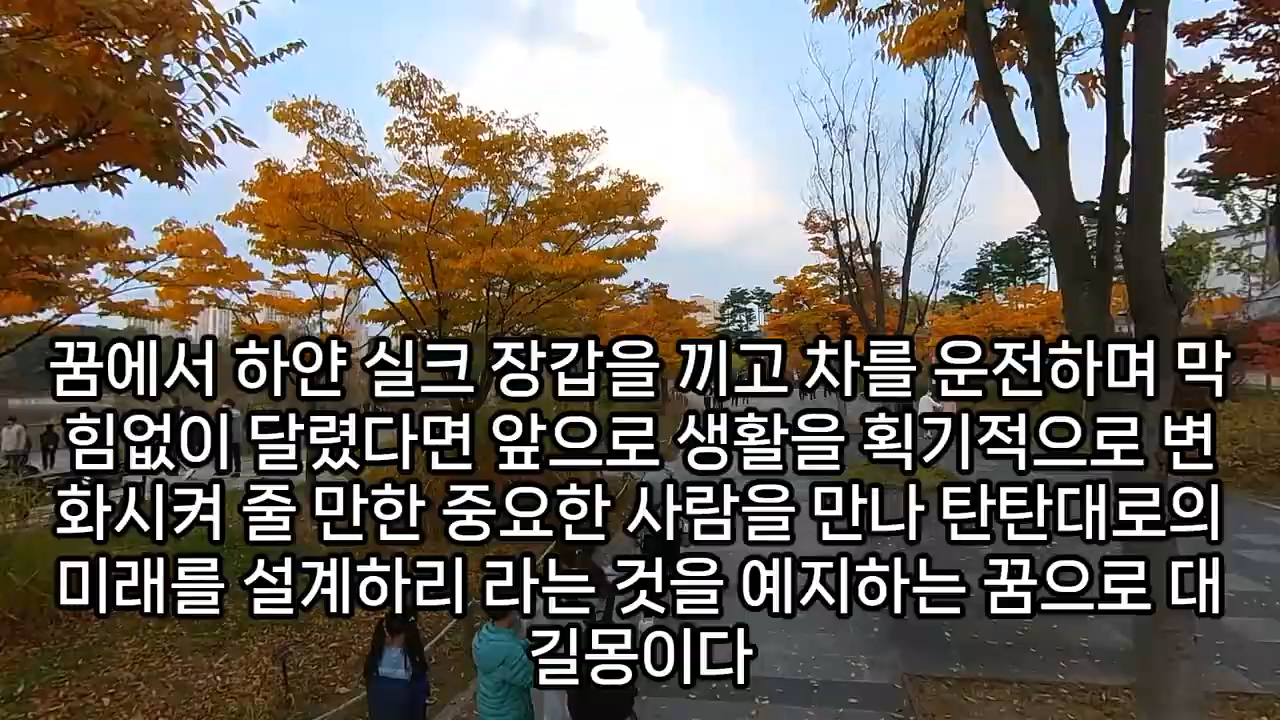 꿈에서 하얀 실크 장갑을 끼고 차를 운전하며 막
힘없이 달렸다면 앞으로 생활을 획기적으로 변
화시켜 줄 만한 중요한 사람을 만나 탄탄대로의
미래를 설계하리 라는 것을 예지하는 꿈으로 대
길몽이다